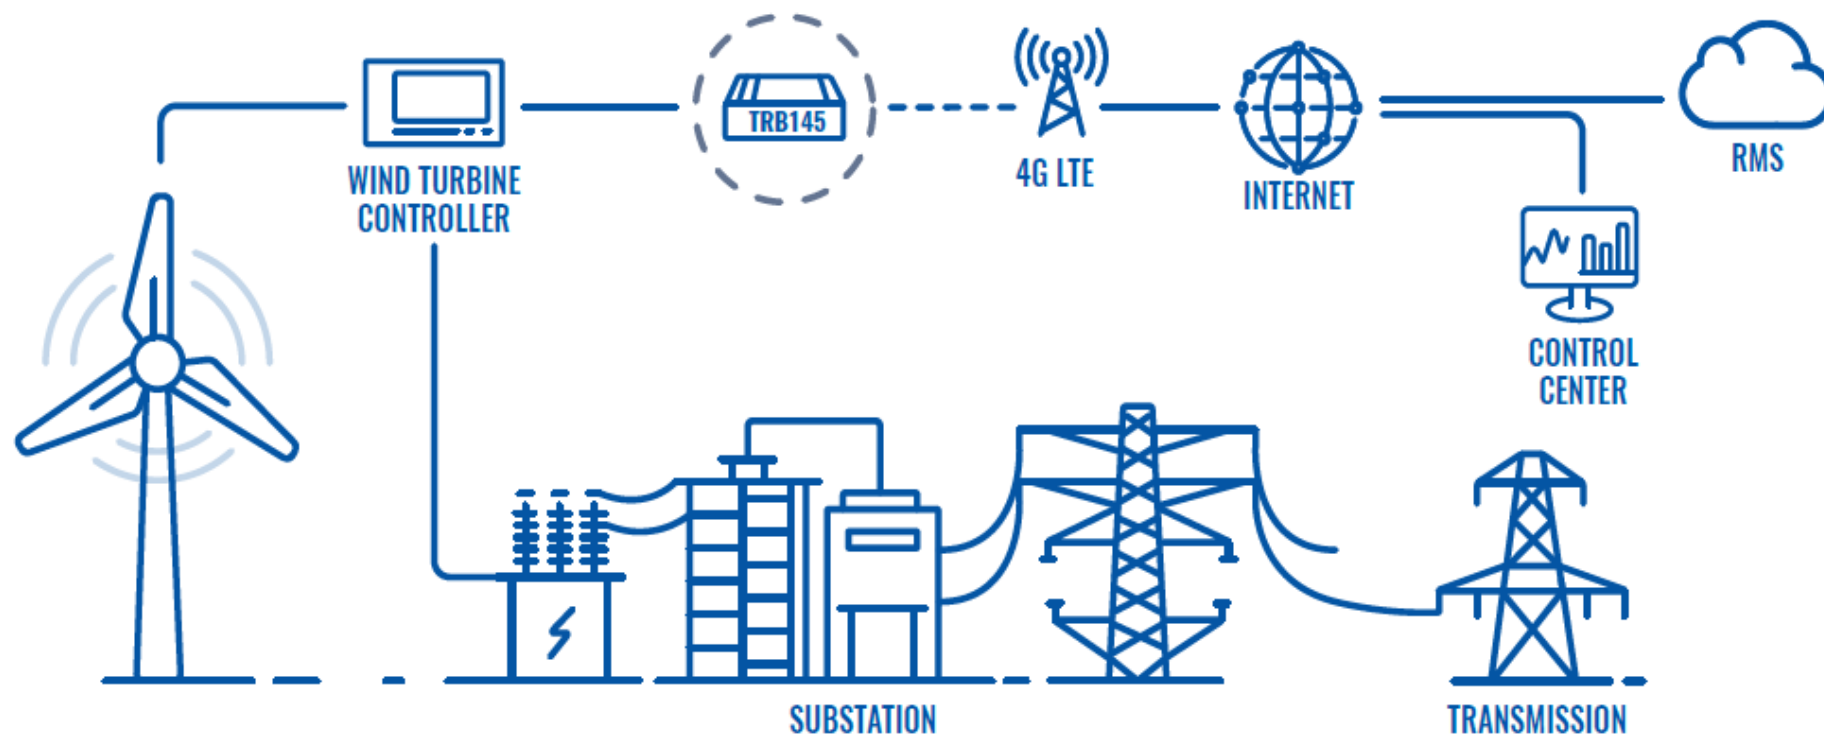 TRB145
WIND TURBINE
CONTROLLER
4G LTE
INTERNET
RMS
CONTROL
CENTER
SUBSTATION
TRANSMISSION